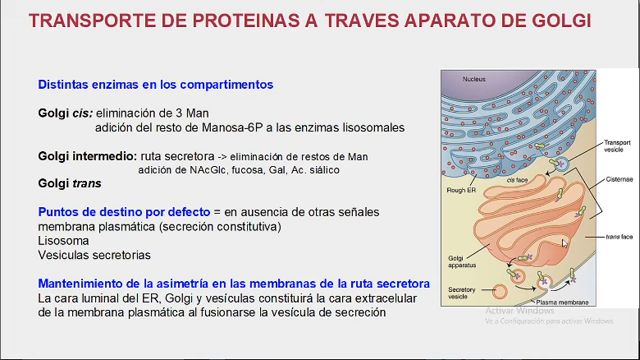 TRANSPORTE DE PROTEINAS A TRAVES APARATO DE GOLGI
Distintas enzimas en los compartimentos
Golgi cis: eliminación de 3 Man
adición del resto de Manosa-6P a las enzimas lisosomales
Golgi intermedio: ruta secretora -> eliminación de restos de Man
adición de NAcGlc, fucosa, Gal, Ac. siálico
Golgi trans
Puntos de destino por defecto = en ausencia de otras señales
membrana plasmática (secreción constitutiva)
Lisosoma
Vesiculas secretorias
Mantenimiento de la asimetría en las membranas de la ruta secretora
La cara luminal del ER, Golgi y vesículas constituirá la cara extracelular
de la membrana plasmática al fusionarse la vesícula de secreción
Nucleus
Transport
vesicle
cis face
Cisternae
Rough ER
trans face
Golgi
apparatus
Secretory
vesicle
Plasma membrane
Activar Windows
Ve a Configuración para activar Windows.